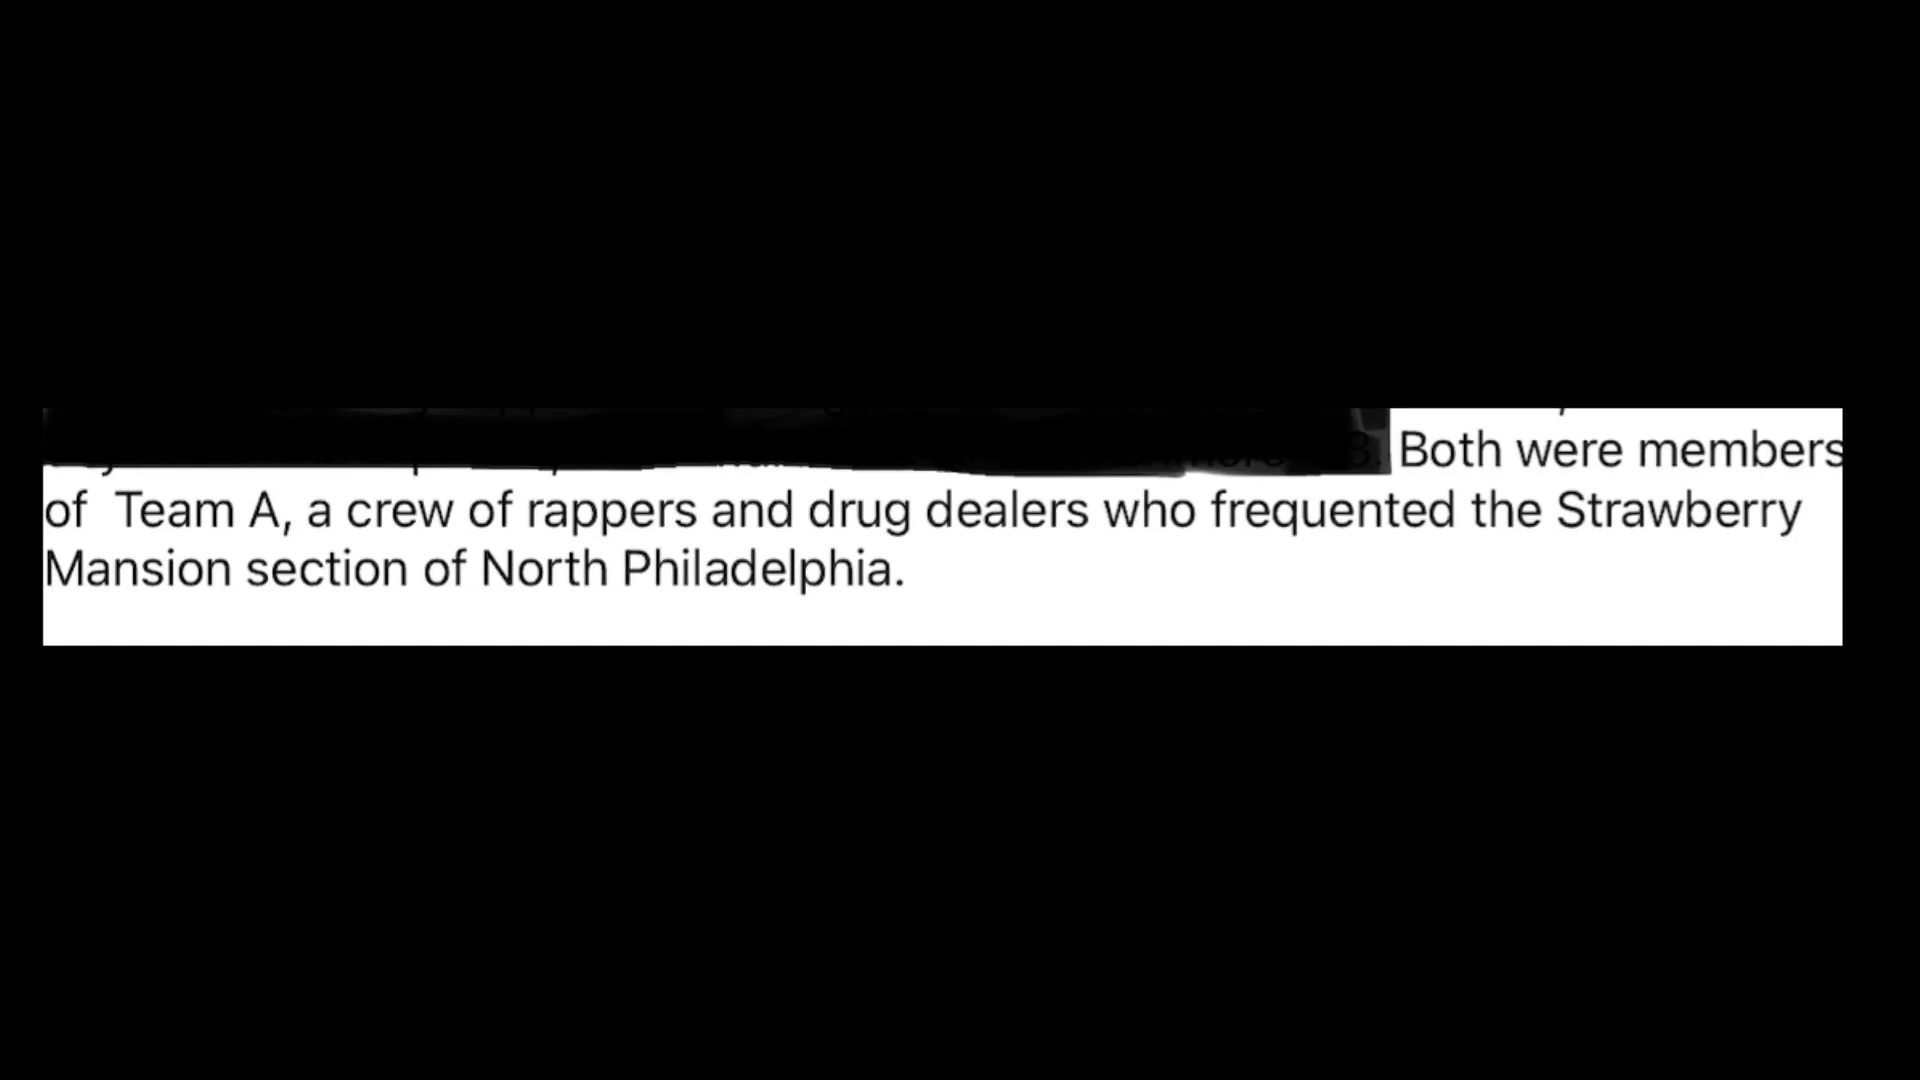 Both were members
of Team A, a crew of rappers and drug dealers who frequented the Strawberry
Mansion section of North Philadelphia.